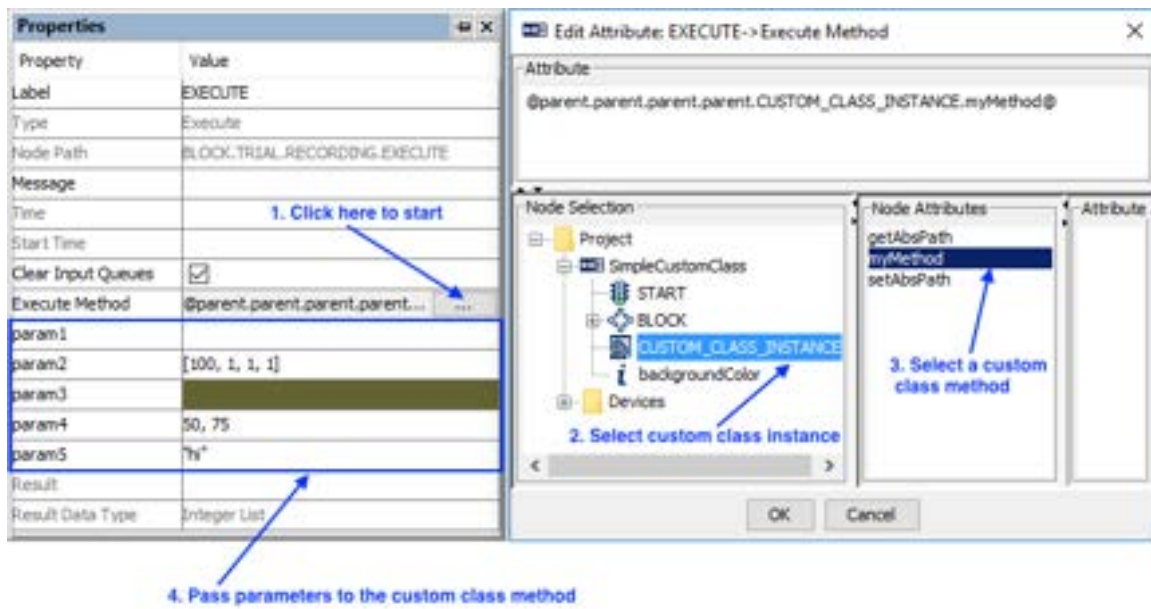 Properties
Property Value
Label EXECUTE
Type Execute
Node Path BLOCK.TRIAL.RECORDING.EXECUTE
Message
Time
Start Time
Clear Input Queues
Execute Method @parent.parent.parent.parent... ...
param1
param2 [100, 1, 1, 1]
param3
param4 50, 75
param5 "hi"
Result
Result Data Type Integer List
1. Click here to start
4. Pass parameters to the custom class method
Edit Attribute: EXECUTE->Execute Method
Attribute
@parent.parent.parent.parent.CUSTOM_CLASS_INSTANCE.myMethod@
Node Selection
Project
SimpleCustomClass
START
BLOCK
CUSTOM_CLASS_INSTANCE
backgroundColor
Devices
2. Select custom class instance
Node Attributes
getAbsPath
myMethod
setAbsPath
3. Select a custom
class method
Attribute
OK Cancel